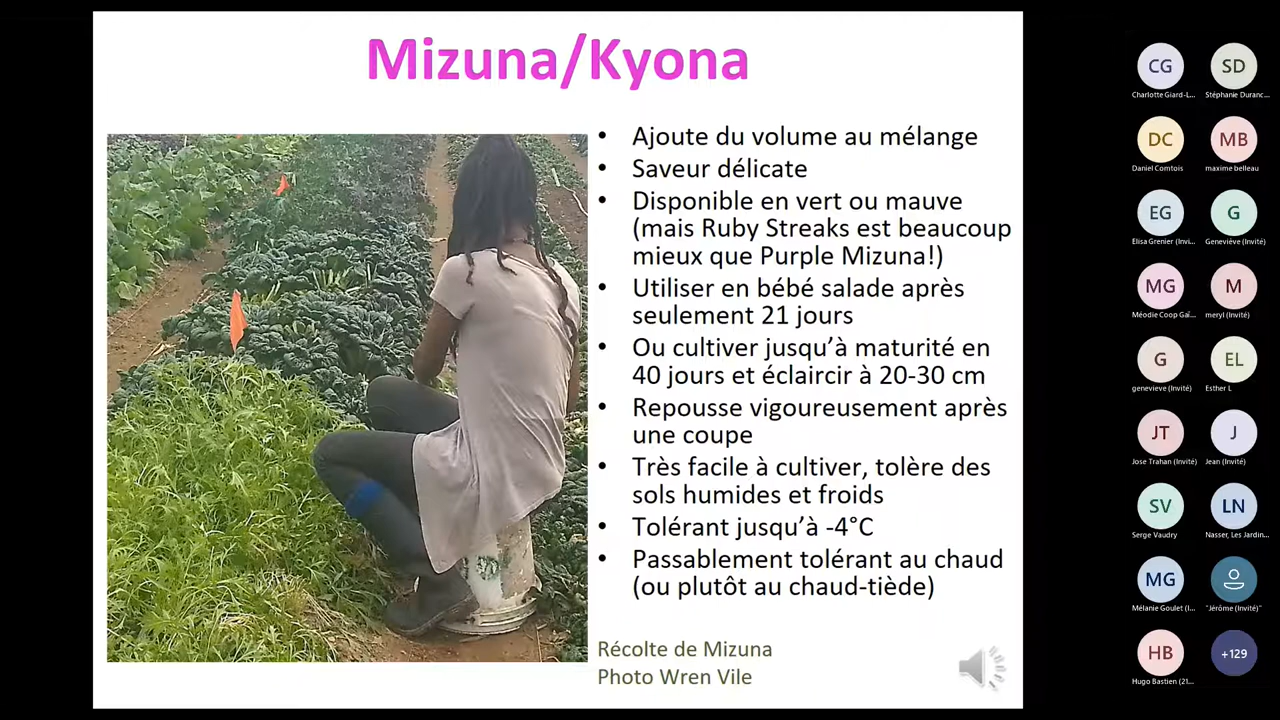 Mizuna/Kyona
• Ajoute du volume au mélange
• Saveur délicate
• Disponible en vert ou mauve
(mais Ruby Streaks est beaucoup
mieux que Purple Mizuna!)
• Utiliser en bébé salade après
seulement 21 jours
• Ou cultiver jusqu’à maturité en
40 jours et éclaircir à 20-30 cm
• Repousse vigoureusement après
une coupe
• Très facile à cultiver, tolère des
sols humides et froids
• Tolérant jusqu’à -4°C
• Passablement tolérant au chaud
(ou plutôt au chaud-tiède)
Récolte de Mizuna
Photo Wren Vile
CG SD
Charlotte Giard-L... Stéphanie Duranc...
DC MB
Daniel Comtois maxime belleau
EG G
Elisa Grenier (Invi... Geneviève (Invité)
MG M
Méodie Coop Gaï... meryl (Invité)
G EL
genevieve (Invité) Esther L
JT J
Jose Trahan (Invité) Jean (Invité)
SV LN
Serge Vaudry Nasser, Les Jardin...
MG
Mélanie Goulet (I... "Jérôme (Invité)"
HB +129
Hugo Bastien (21...